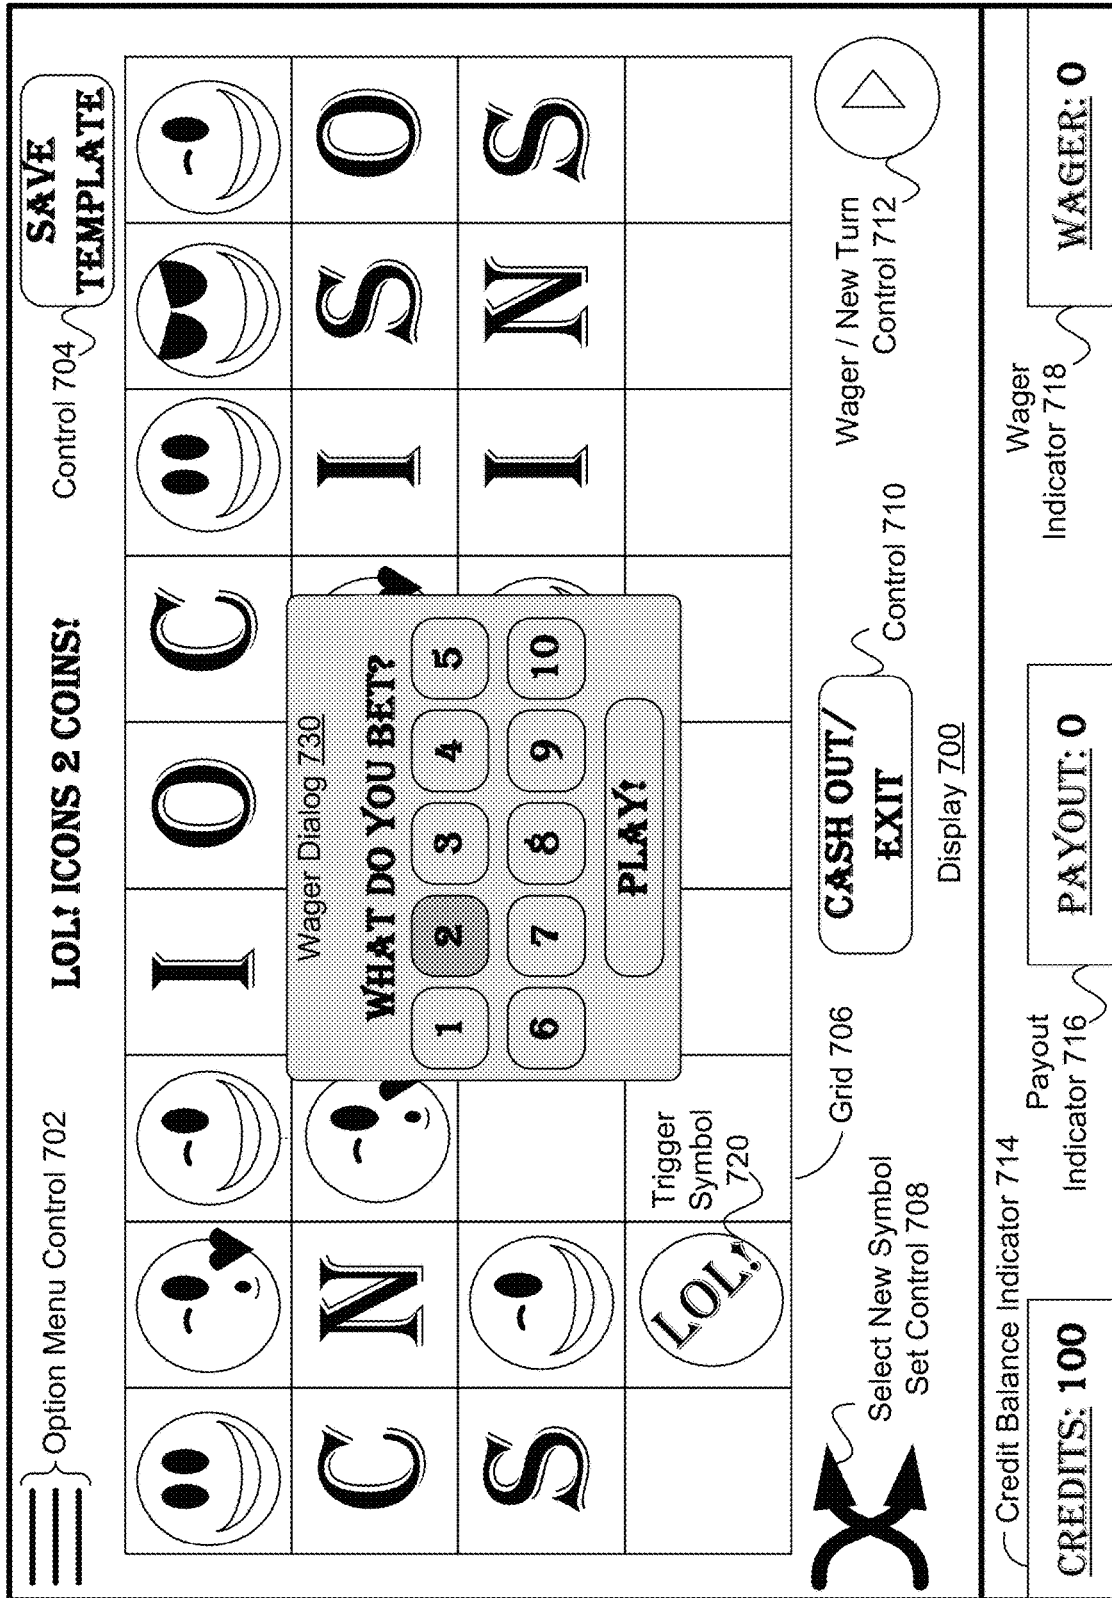 Option Menu Control 702
LOL! ICONS 2 COINS!
Control 704
SAVE
TEMPLATE
I O C
C N I S O
S I N S
Wager Dialog 730
WHAT DO YOU BET?
1 2 3 4 5
6 7 8 9 10
PLAY!
LOL!
Trigger
Symbol
720
Grid 706
Select New Symbol
Set Control 708
CASH OUT/
EXIT
Control 710
Wager / New Turn
Control 712
Display 700
Credit Balance Indicator 714
CREDITS: 100
Payout
Indicator 716
PAYOUT: 0
Wager
Indicator 718
WAGER: 0